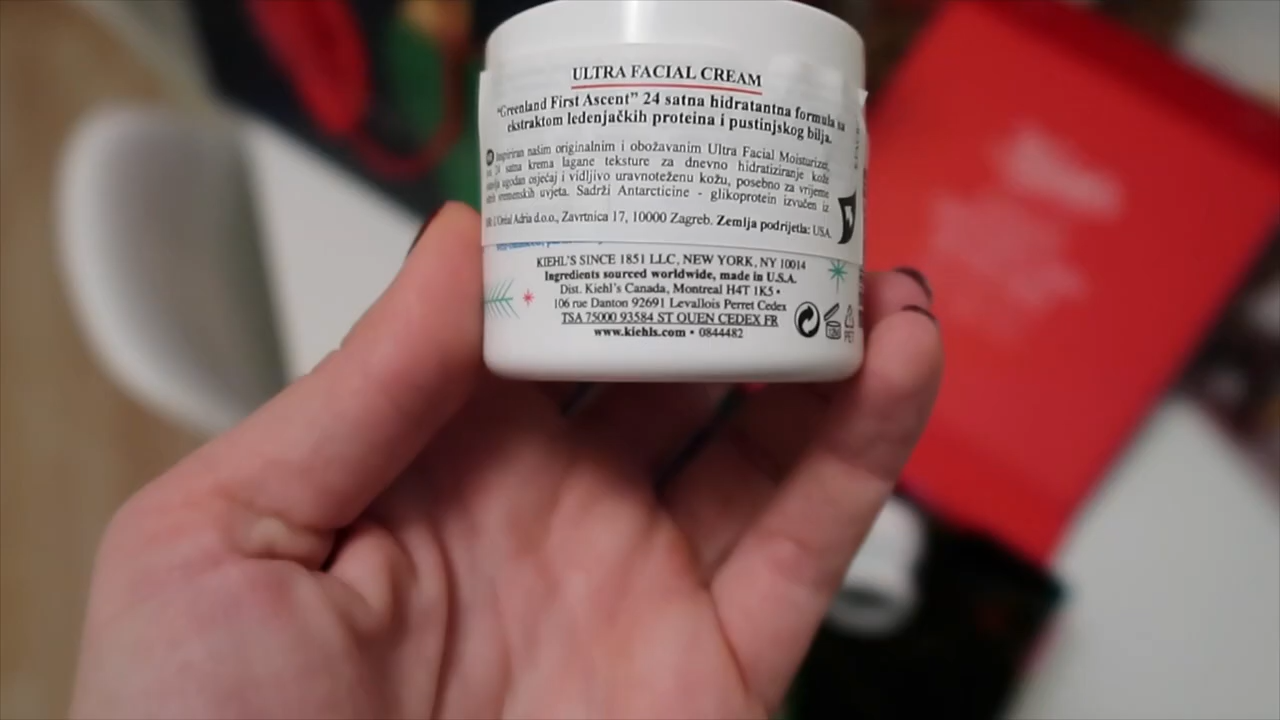 ULTRA FACIAL CREAM
"Greenland First Ascent" 24 satna hidratantna formula sa
ekstraktom ledenjačkih proteina i pustinjskog bilja.
Inspiriran našim originalnim i obožavanim Ultra Facial Moisturizer,
24 satna krema lagane teksture za dnevno hidratiziranje kože
ugodan osjećaj i vidljivo uravnoteženu kožu, posebno za vrijeme
vremenskih uvjeta. Sadrži Antarcticine - glikoprotein izvučen iz
L'Oréal Adria d.o.o., Zavrtnica 17, 10000 Zagreb. Zemlja podrijetla: USA.
KIEHL'S SINCE 1851 LLC, NEW YORK, NY 10014
Ingredients sourced worldwide, made in U.S.A.
Dist. Kiehl's Canada, Montreal H4T 1K5 •
106 rue Danton 92691 Levallois Perret Cedex
TSA 75000 93584 ST OUEN CEDEX FR
www.kiehls.com • 0844482